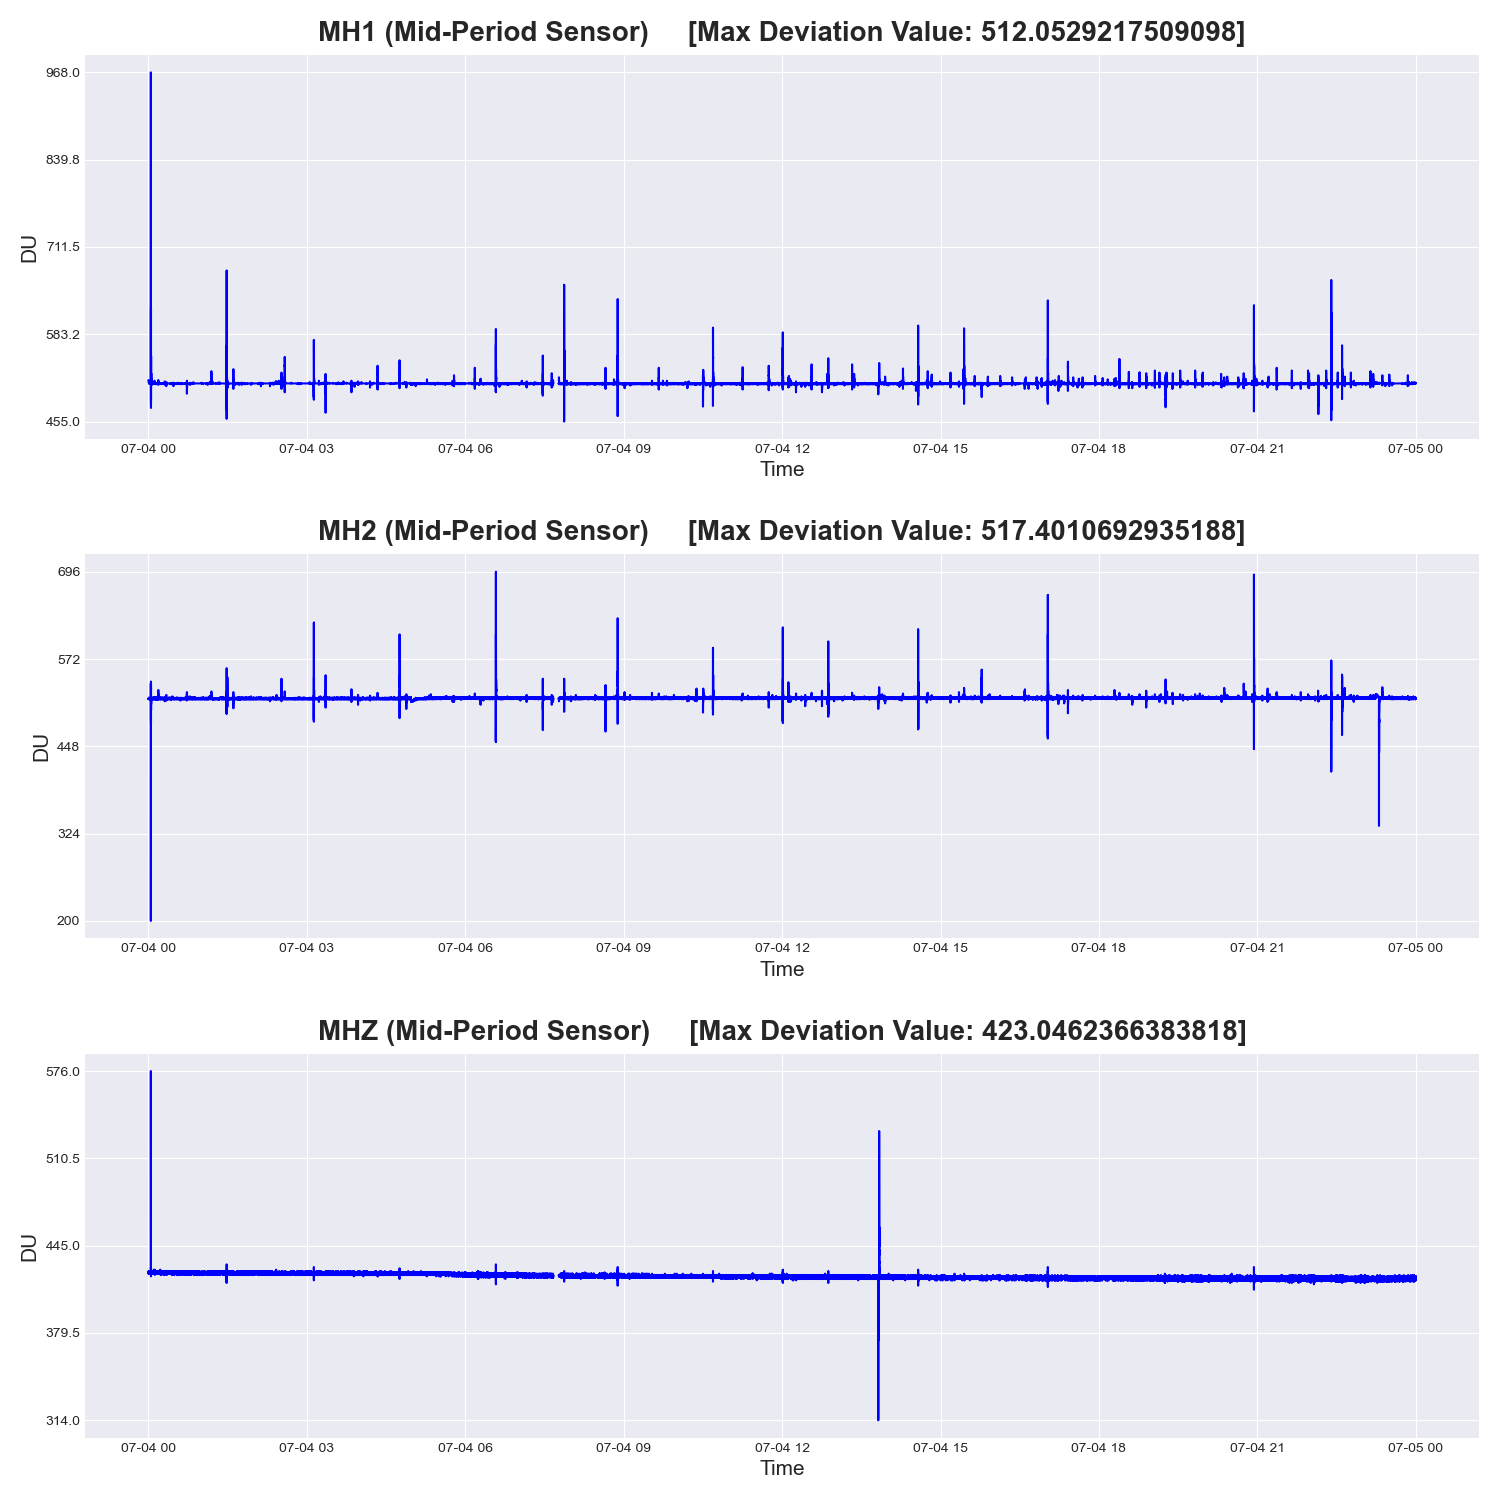 MH1 (Mid-Period Sensor) [Max Deviation Value: 512.0529217509098]
968.0
839.8
711.5
583.2
455.0
DU
07-04 00 07-04 03 07-04 06 07-04 09 07-04 12 07-04 15 07-04 18 07-04 21 07-05 00
Time
MH2 (Mid-Period Sensor) [Max Deviation Value: 517.4010692935188]
696
572
448
324
200
DU
07-04 00 07-04 03 07-04 06 07-04 09 07-04 12 07-04 15 07-04 18 07-04 21 07-05 00
Time
MHZ (Mid-Period Sensor) [Max Deviation Value: 423.0462366383818]
576.0
510.5
445.0
379.5
314.0
DU
07-04 00 07-04 03 07-04 06 07-04 09 07-04 12 07-04 15 07-04 18 07-04 21 07-05 00
Time